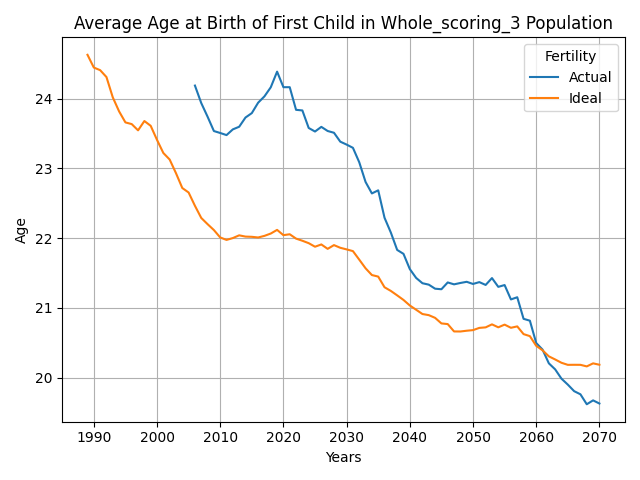 Average Age at Birth of First Child in Whole_scoring_3 Population
Fertility
Actual
Ideal
Age
24
23
22
21
20
1990 2000 2010 2020 2030 2040 2050 2060 2070
Years